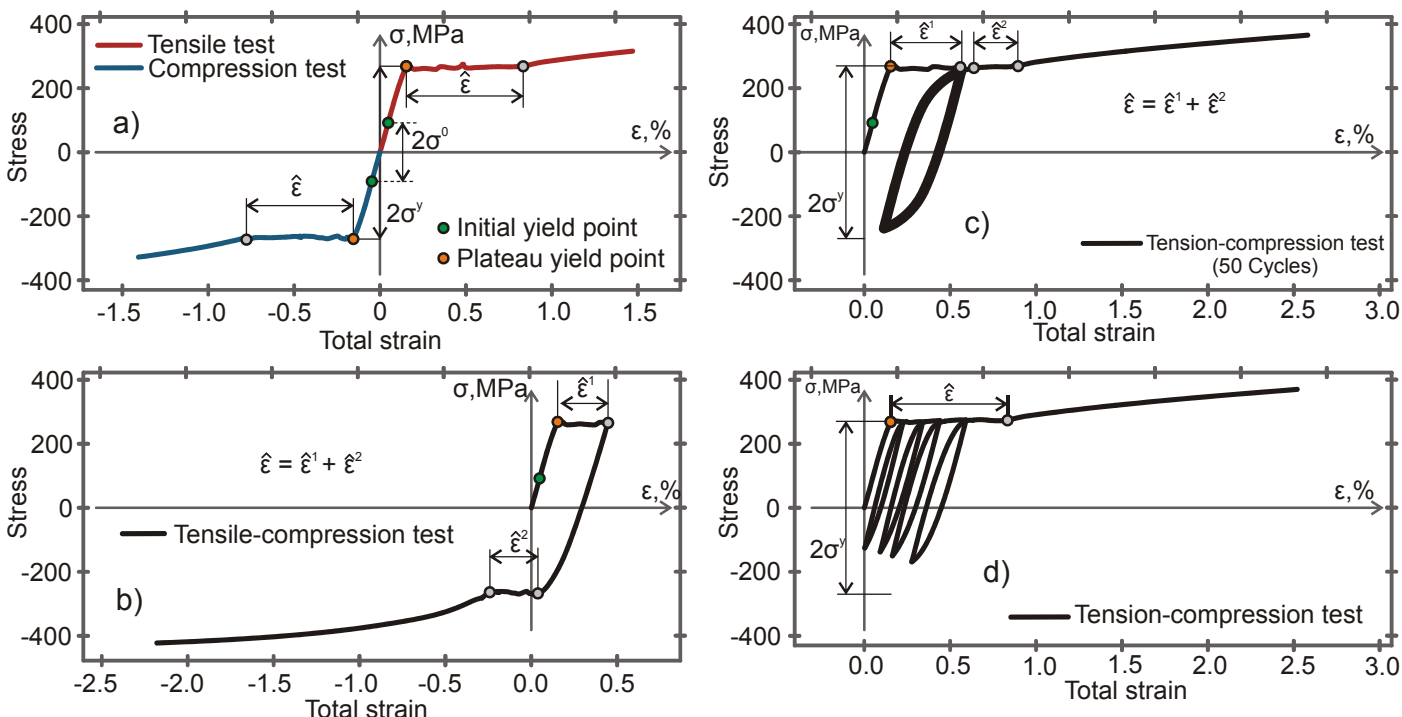 400
200
0
-200
-400
Stress
Tensile test
Compression test
σ,MPa
a)
ε̂
ε,%
2σ⁰
ε̂
2σʸ
Initial yield point
Plateau yield point
-1.5
-1.0
-0.5
0
0.5
1.0
1.5
Total strain
400
200
0
-200
-400
Stress
σ,MPa
ε̂¹
ε̂²
ε̂ = ε̂¹ + ε̂²
ε,%
2σʸ
c)
Tension-compression test
(50 Cycles)
0.0
0.5
1.0
1.5
2.0
2.5
3.0
Total strain
400
200
0
-200
-400
Stress
σ,MPa
ε̂¹
ε̂ = ε̂¹ + ε̂²
ε,%
Tensile-compression test
ε̂²
b)
-2.5
-2.0
-1.5
-1.0
-0.5
0.0
0.5
Total strain
400
200
0
-200
-400
Stress
σ,MPa
ε̂
ε,%
2σʸ
d)
Tension-compression test
0.0
0.5
1.0
1.5
2.0
2.5
3.0
Total strain